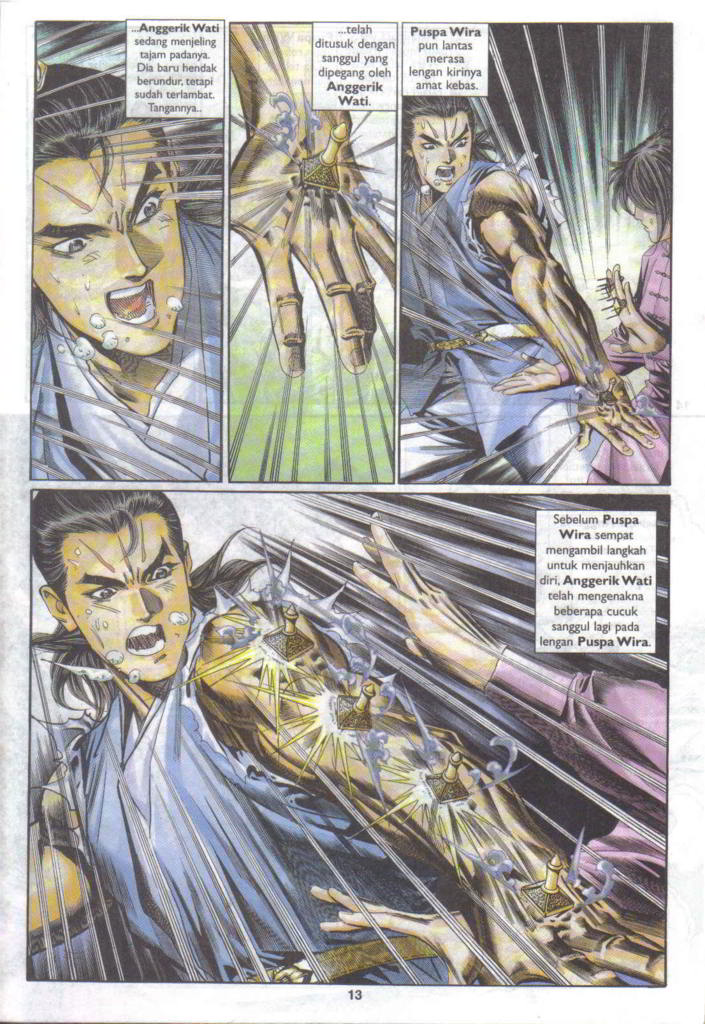 ...Anggerik Wati
sedang menjeling
tajam padanya.
Dia baru hendak
berundur, tetapi
sudah terlambat.
Tangannya..
...telah
ditusuk dengan
sanggul yang
dipegang oleh
Anggerik
Wati.
Puspa Wira
pun lantas
merasa
lengan kirinya
amat kebas.
Sebelum Puspa
Wira sempat
mengambil langkah
untuk menjauhkan
diri, Anggerik Wati
telah mengenakna
beberapa cucuk
sanggul lagi pada
lengan Puspa Wira.
13